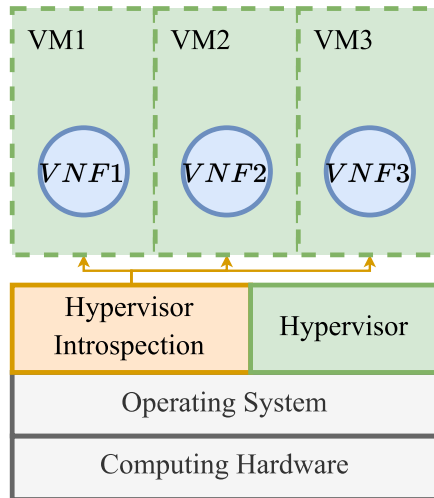 VM1 VM2 VM3
VNF1 VNF2 VNF3
Hypervisor
Introspection
Hypervisor
Operating System
Computing Hardware